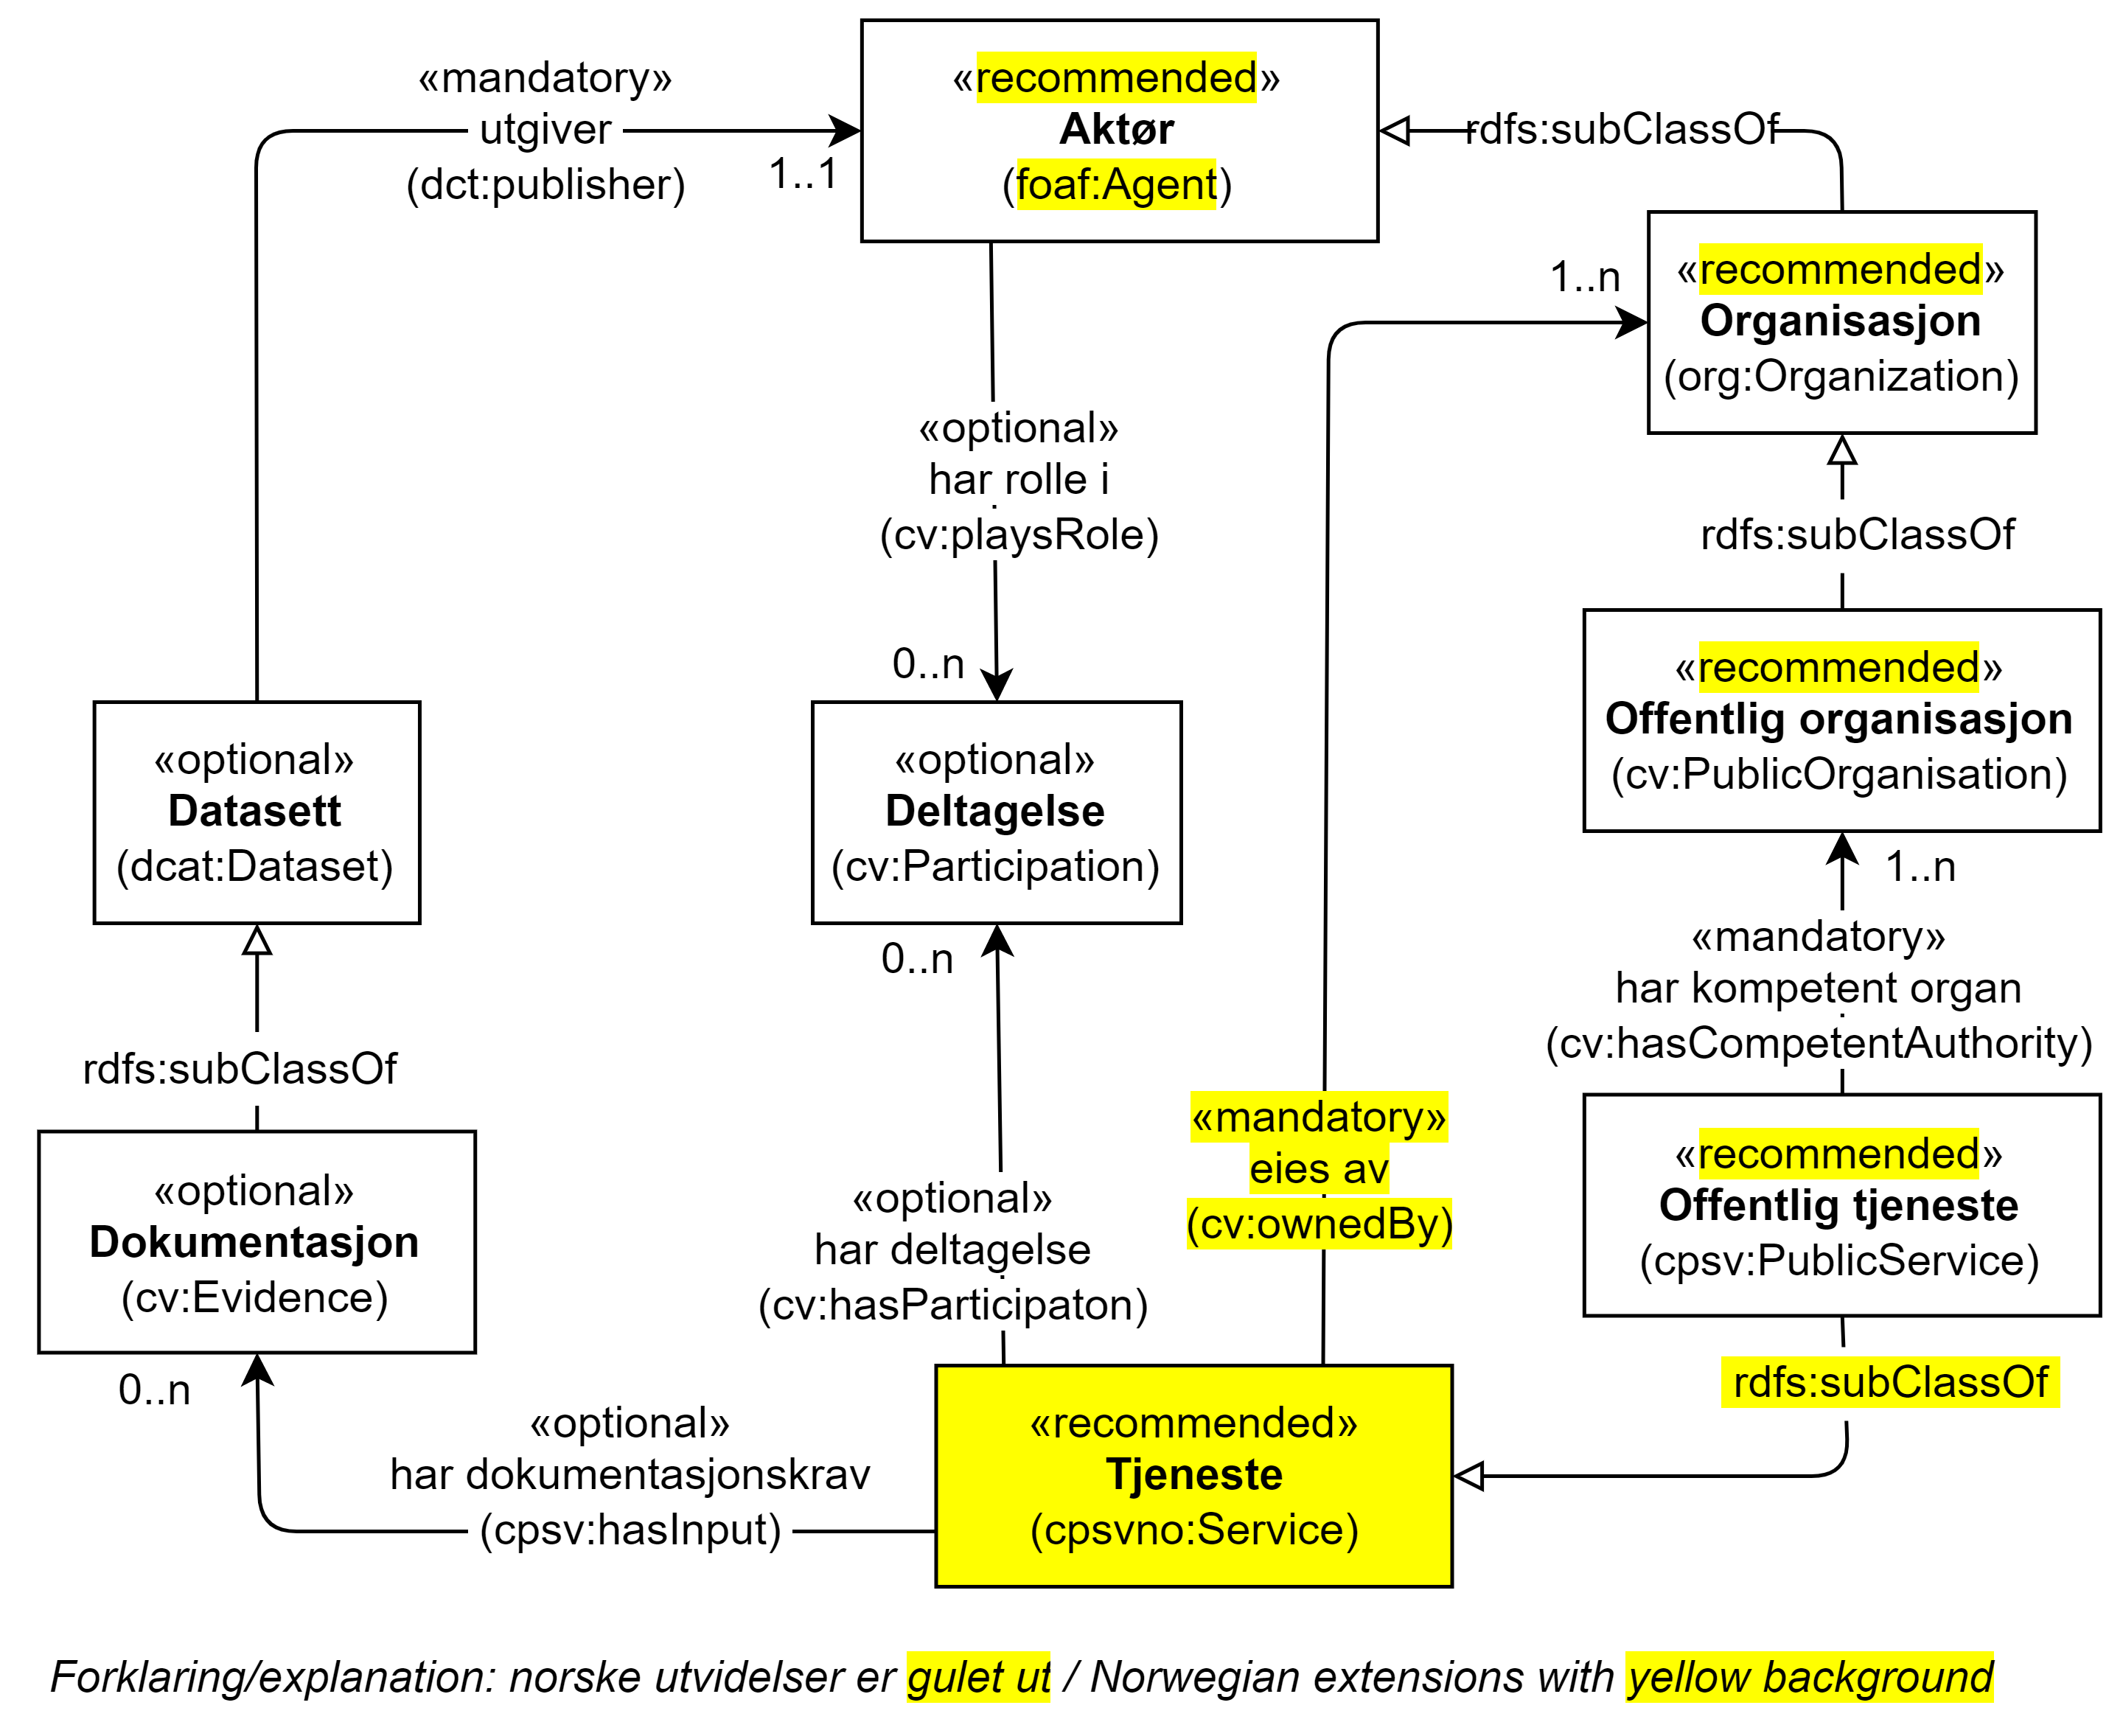 «mandatory»
utgiver
(dct:publisher)
1..1
«recommended»
Aktør
(foaf:Agent)
rdfs:subClassOf
«recommended»
Organisasjon
(org:Organization)
1..n
«optional»
har rolle i
(cv:playsRole)
0..n
rdfs:subClassOf
«optional»
Datasett
(dcat:Dataset)
«optional»
Deltagelse
(cv:Participation)
«recommended»
Offentlig organisasjon
(cv:PublicOrganisation)
1..n
0..n
«mandatory»
har kompetent organ
(cv:hasCompetentAuthority)
rdfs:subClassOf
«mandatory»
eies av
(cv:ownedBy)
«optional»
Dokumentasjon
(cv:Evidence)
«optional»
har deltagelse
(cv:hasParticipaton)
«recommended»
Offentlig tjeneste
(cpsv:PublicService)
0..n
«optional»
har dokumentasjonskrav
(cpsv:hasInput)
«recommended»
Tjeneste
(cpsvno:Service)
rdfs:subClassOf
Forklaring/explanation: norske utvidelser er gulet ut / Norwegian extensions with yellow background